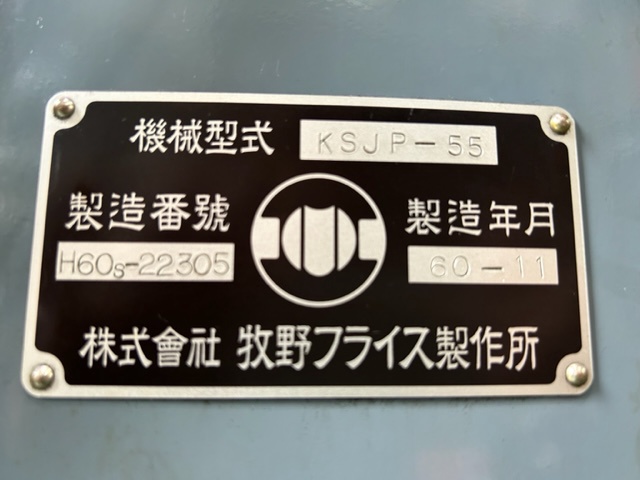 機械型式 KSJP-55
製造番號 製造年月
H60s-22305 60-11
株式會社 牧野フライス製作所